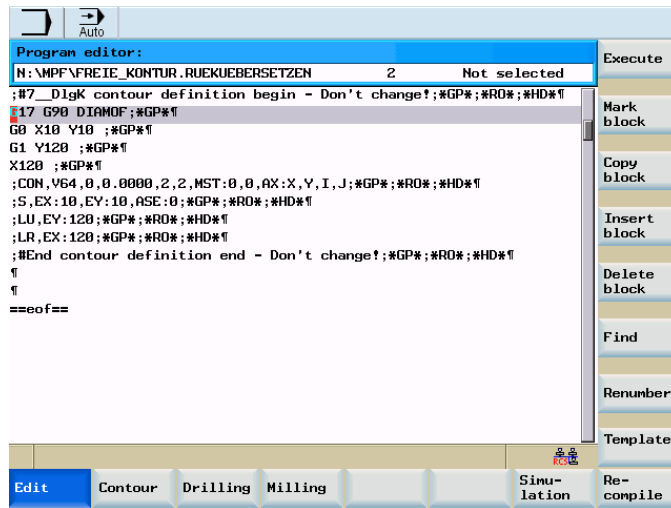 Auto
Program editor:
N:\MPF\FREIE_KONTUR.RUEKUEBERSETZEN 2 Not selected
;#7__DlgK contour definition begin - Don't change!;*GP*;*RO*;*HD*¶
G17 G90 DIAMOF;*GP*¶
G0 X10 Y10 ;*GP*¶
G1 Y120 ;*GP*¶
X120 ;*GP*¶
;CON,V64,0,0.0000,2,2,MST:0,0,AX:X,Y,I,J;*GP*;*RO*;*HD*¶
;S,EX:10,EY:10,ASE:0;*GP*;*RO*;*HD*¶
;LU,EY:120;*GP*;*RO*;*HD*¶
;LR,EX:120;*GP*;*RO*;*HD*¶
;#End contour definition end - Don't change!;*GP*;*RO*;*HD*¶
¶
¶
==eof==
Execute
Mark
block
Copy
block
Insert
block
Delete
block
Find
Renumber
Template
RCS
Edit
Contour
Drilling
Milling
Simu-
lation
Re-
compile